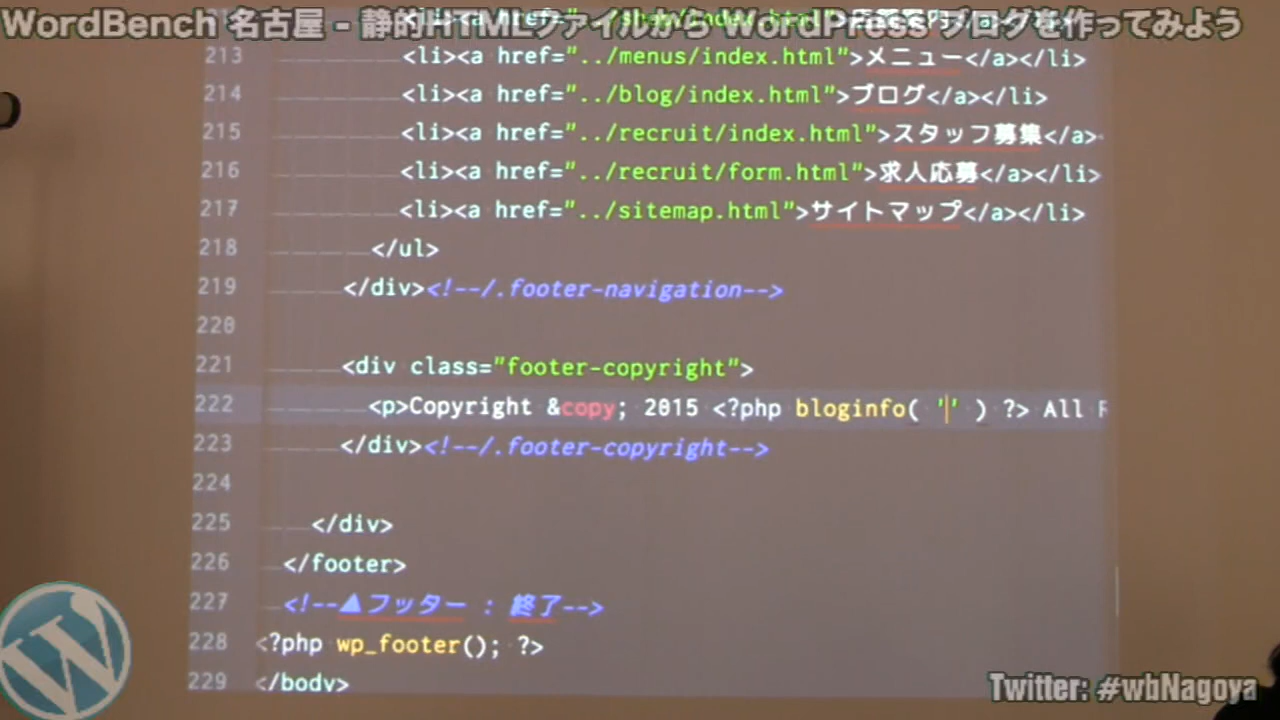 WordBench 名古屋 - 静的HTMLファイルから WordPress ブログを作ってみよう
213 <li><a href="../menus/index.html">メニュー</a></li>
214 <li><a href="../blog/index.html">ブログ</a></li>
215 <li><a href="../recruit/index.html">スタッフ募集</a>
216 <li><a href="../recruit/form.html">求人応募</a></li>
217 <li><a href="../sitemap.html">サイトマップ</a></li>
218 </ul>
219 </div><!--/.footer-navigation-->
220
221 <div class="footer-copyright">
222 <p>Copyright &copy; 2015 <?php bloginfo( '' ) ?> All
223 </div><!--/.footer-copyright-->
224
225 </div>
226 </footer>
227 <!--▲フッター : 終了-->
228 <?php wp_footer(); ?>
229 </body>
Twitter: #wbNagoya